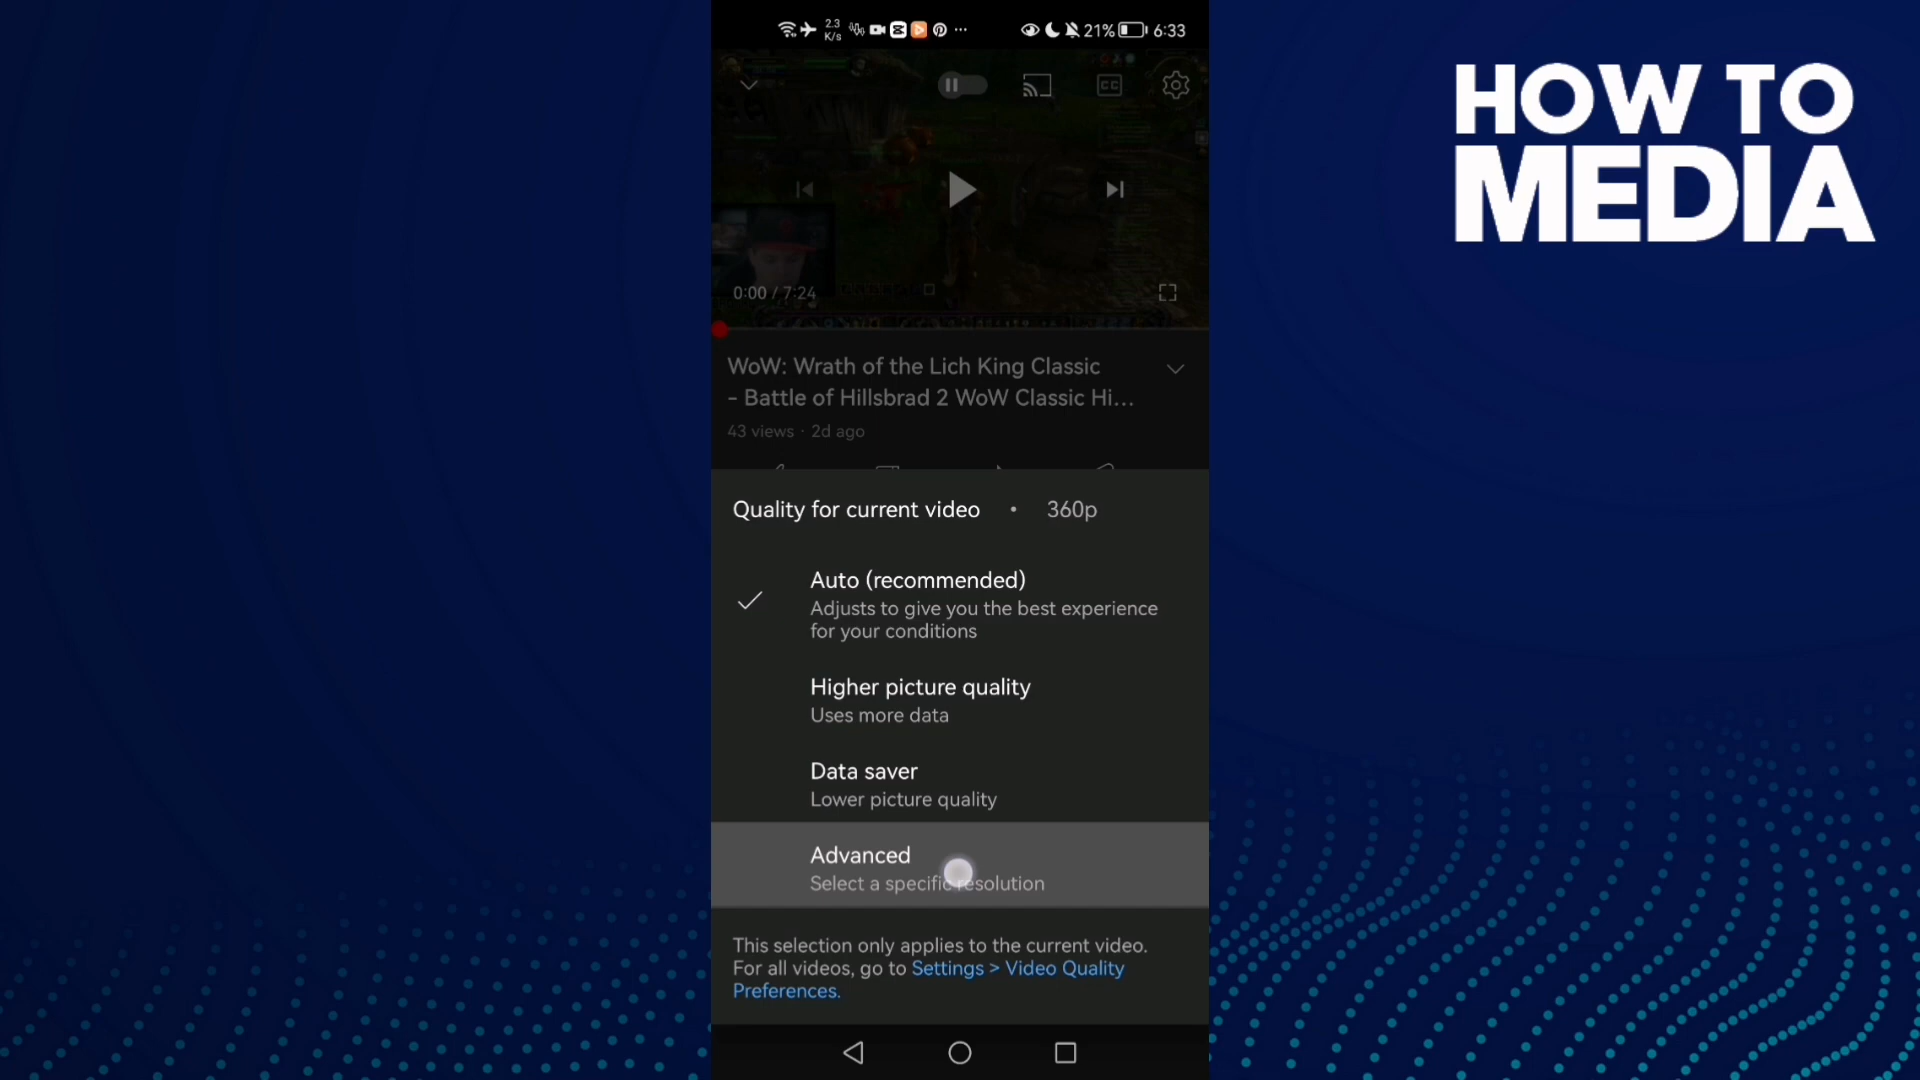 2.3
K/s
21%
6:33
HOW TO
MEDIA
CC
0:00 / 7:24
WoW: Wrath of the Lich King Classic
- Battle of Hillsbrad 2 WoW Classic Hi...
43 views · 2d ago
Quality for current video • 360p
Auto (recommended)
Adjusts to give you the best experience
for your conditions
Higher picture quality
Uses more data
Data saver
Lower picture quality
Advanced
Select a specific resolution
This selection only applies to the current video.
For all videos, go to Settings > Video Quality
Preferences.